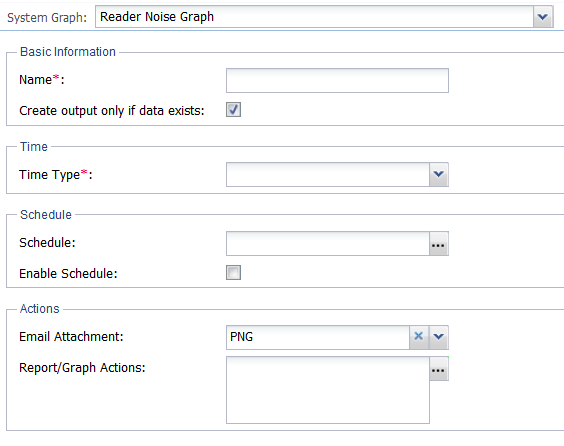 System Graph: Reader Noise Graph
Basic Information
Name*:
Create output only if data exists:
Time
Time Type*:
Schedule
Schedule: ...
Enable Schedule:
Actions
Email Attachment: PNG
Report/Graph Actions: ...